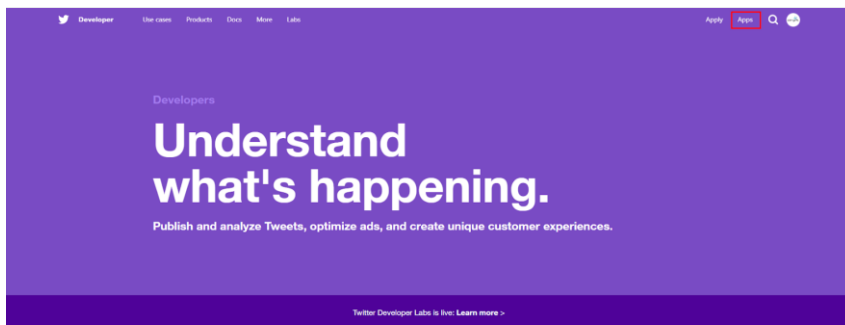 Developer Use cases Products Docs More Labs Apply Apps
Developers
Understand
what's happening.
Publish and analyze Tweets, optimize ads, and create unique customer experiences.
Twitter Developer Labs is live: Learn more >